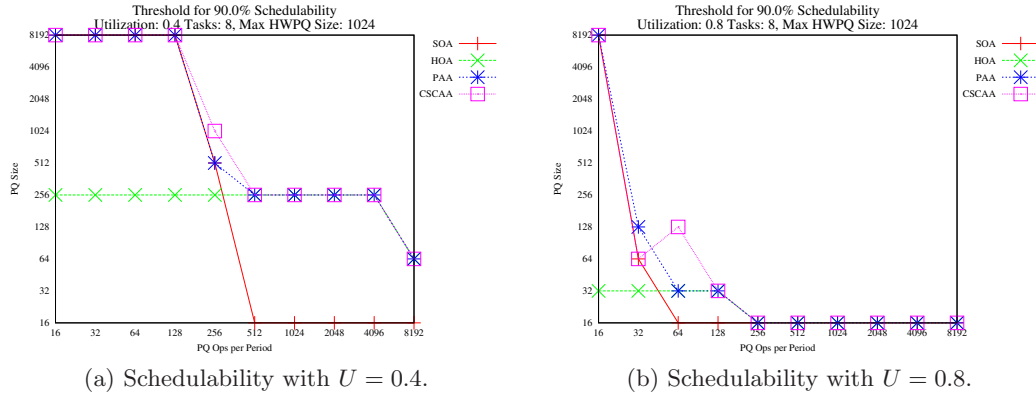 Threshold for 90.0% Schedulability
Utilization: 0.4 Tasks: 8, Max HWPQ Size: 1024
8192
4096
2048
1024
512
256
128
64
32
16
PQ Size
16 32 64 128 256 512 1024 2048 4096 8192
PQ Ops per Period
SOA
HOA
PAA
CSCAA
(a) Schedulability with U = 0.4.
Threshold for 90.0% Schedulability
Utilization: 0.8 Tasks: 8, Max HWPQ Size: 1024
8192
4096
2048
1024
512
256
128
64
32
16
PQ Size
16 32 64 128 256 512 1024 2048 4096 8192
PQ Ops per Period
SOA
HOA
PAA
CSCAA
(b) Schedulability with U = 0.8.